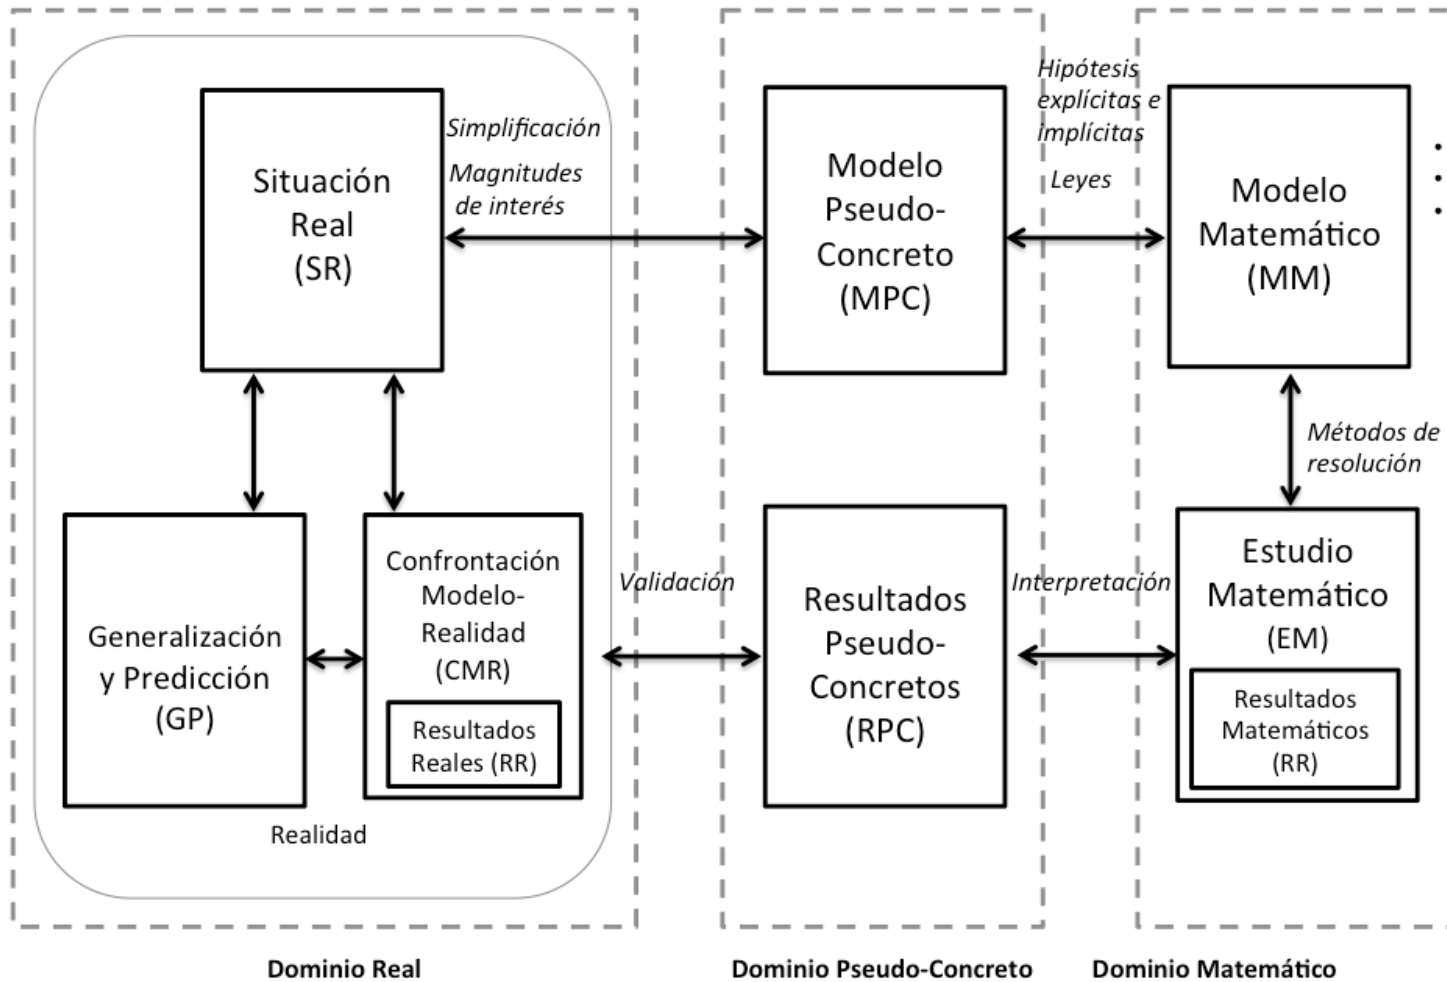 Situación
Real
(SR)
Simplificación
Magnitudes
de interés
Modelo
Pseudo-
Concreto
(MPC)
Hipótesis
explícitas e
implícitas
Leyes
Modelo
Matemático
(MM)
Métodos de
resolución
Generalización
y Predicción
(GP)
Confrontación
Modelo-
Realidad
(CMR)
Resultados
Reales (RR)
Realidad
Validación
Resultados
Pseudo-
Concretos
(RPC)
Interpretación
Estudio
Matemático
(EM)
Resultados
Matemáticos
(RR)
Dominio Real
Dominio Pseudo-Concreto
Dominio Matemático